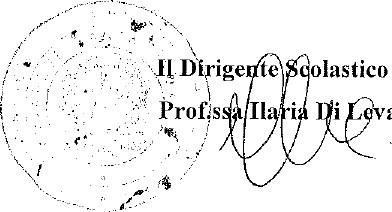 Il Dirigente Scolastico
Prof.ssa Ilaria Di Leva